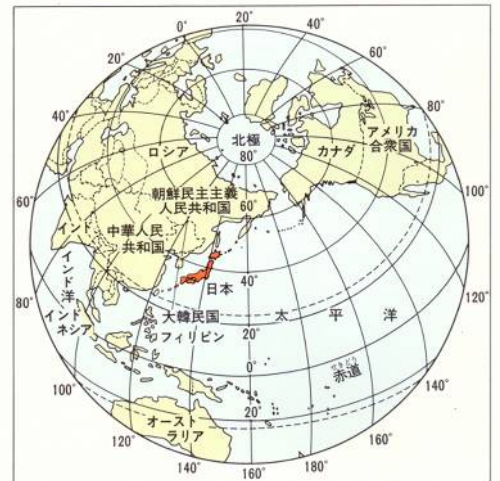 0°
20°
40°
60°
80°
100°
120°
140°
160°
180°
160°
140°
120°
100°
80°
40°
20°
北極
80°
60°
40°
20°
0°
20°
ロシア
カナダ
アメリカ
合衆国
朝鮮民主主義
人民共和国
中華人民
共和国
インド
インド洋
インド
ネシア
日本
大韓民国
フィリピン
太平洋
せきどう
赤道
オースト
ラリア